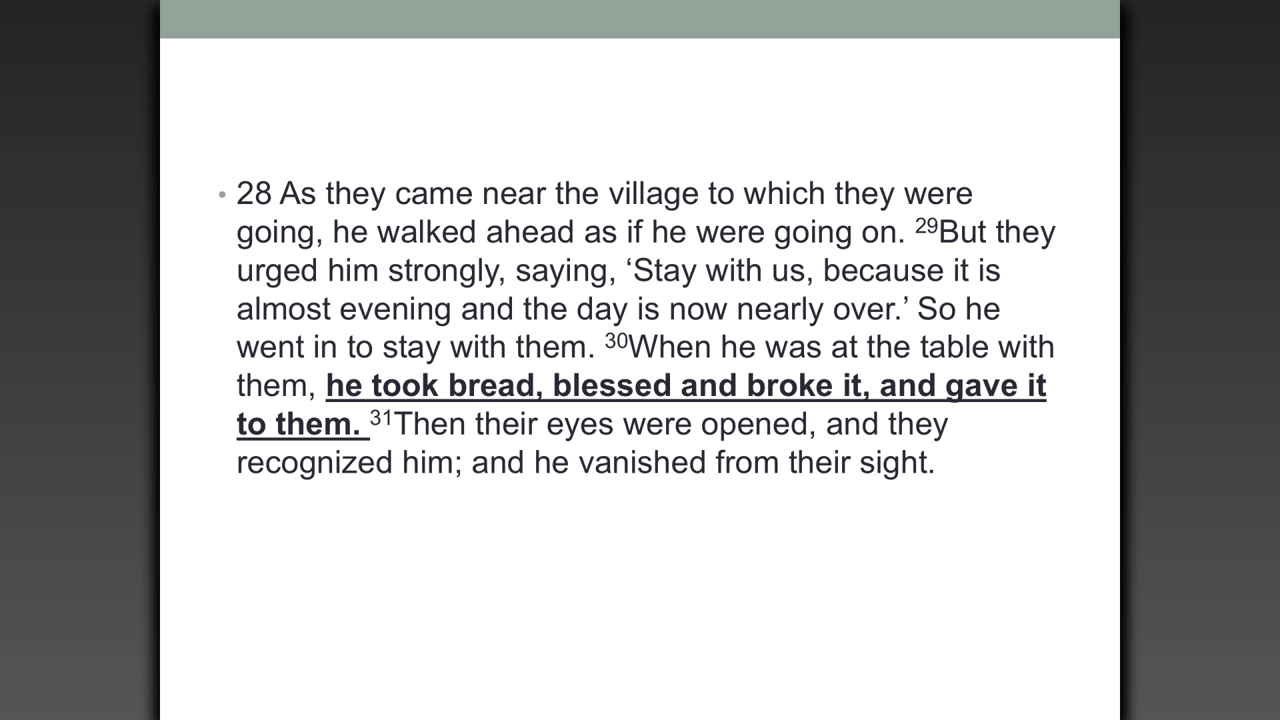 • 28 As they came near the village to which they were
going, he walked ahead as if he were going on. 29But they
urged him strongly, saying, ‘Stay with us, because it is
almost evening and the day is now nearly over.’ So he
went in to stay with them. 30When he was at the table with
them, he took bread, blessed and broke it, and gave it
to them. 31Then their eyes were opened, and they
recognized him; and he vanished from their sight.